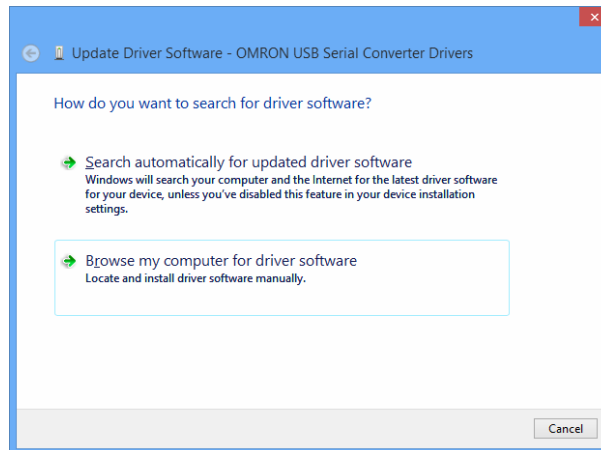 Update Driver Software - OMRON USB Serial Converter Drivers
How do you want to search for driver software?
Search automatically for updated driver software
Windows will search your computer and the Internet for the latest driver software
for your device, unless you've disabled this feature in your device installation
settings.
Browse my computer for driver software
Locate and install driver software manually.
Cancel